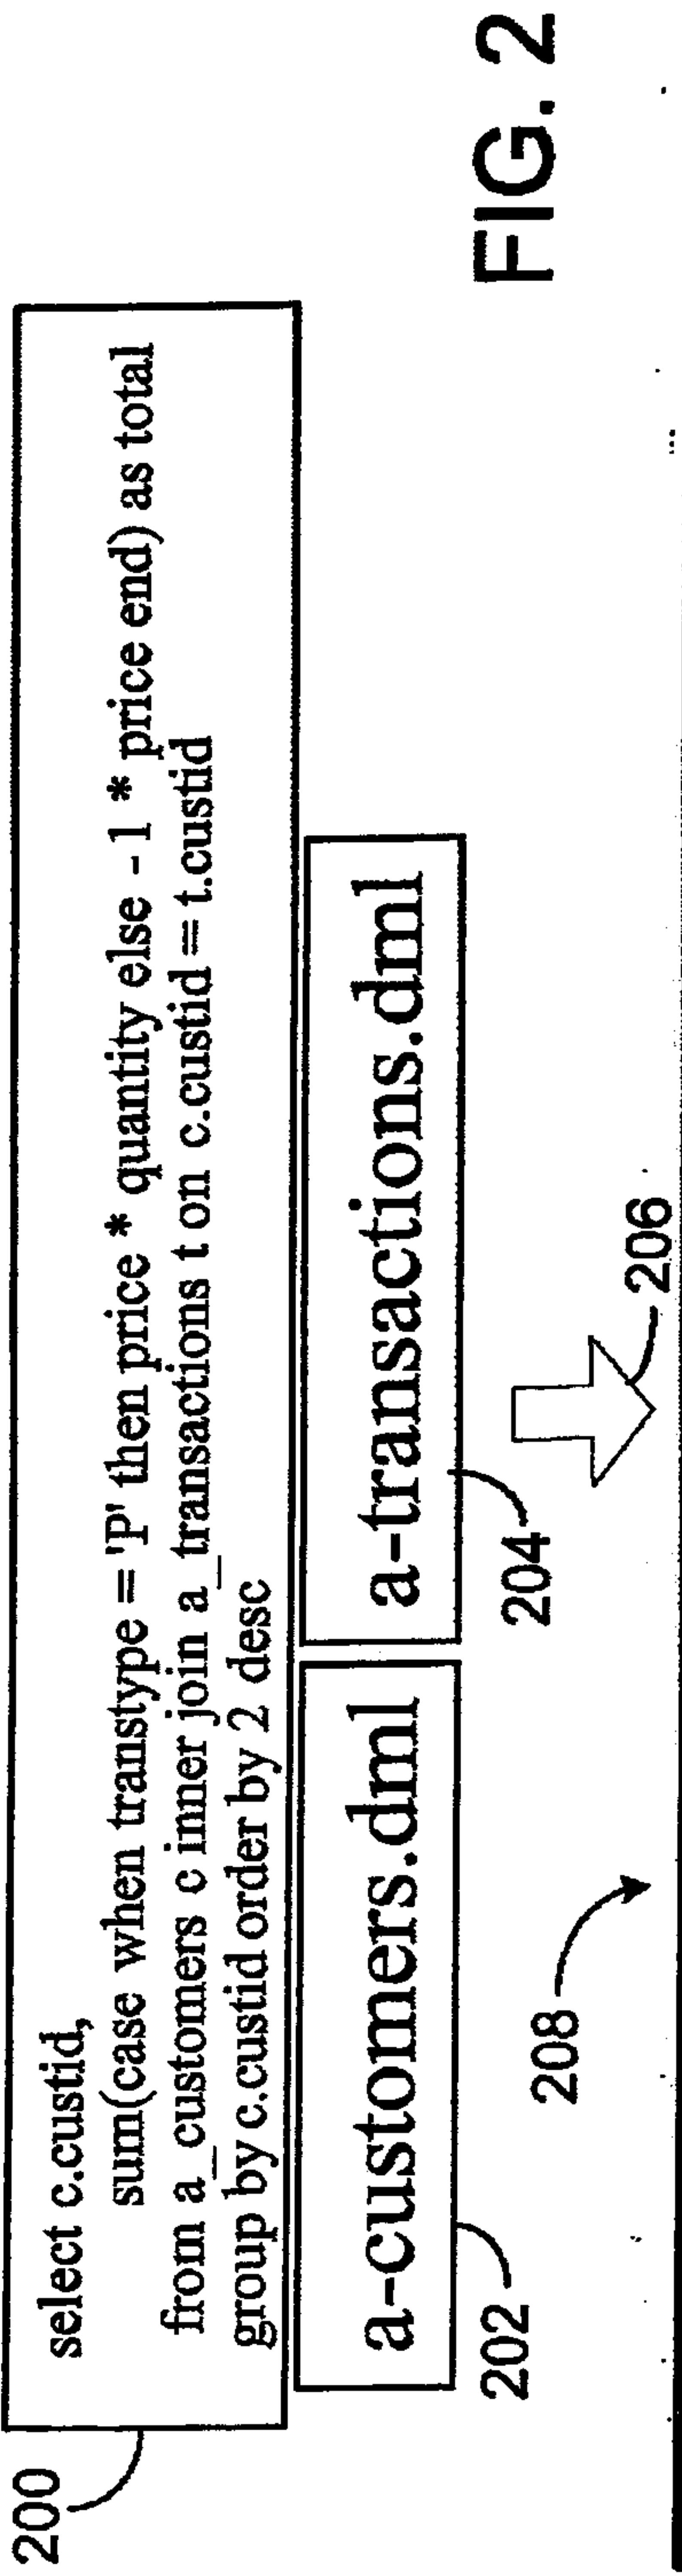 200
select c.custid,
sum(case when transtype = 'P' then price * quantity else -1 * price end) as total
from a_customers c inner join a_transactions t on c.custid = t.custid
group by c.custid order by 2 desc
a-customers.dml
a-transactions.dml
202
204
206
208
FIG. 2